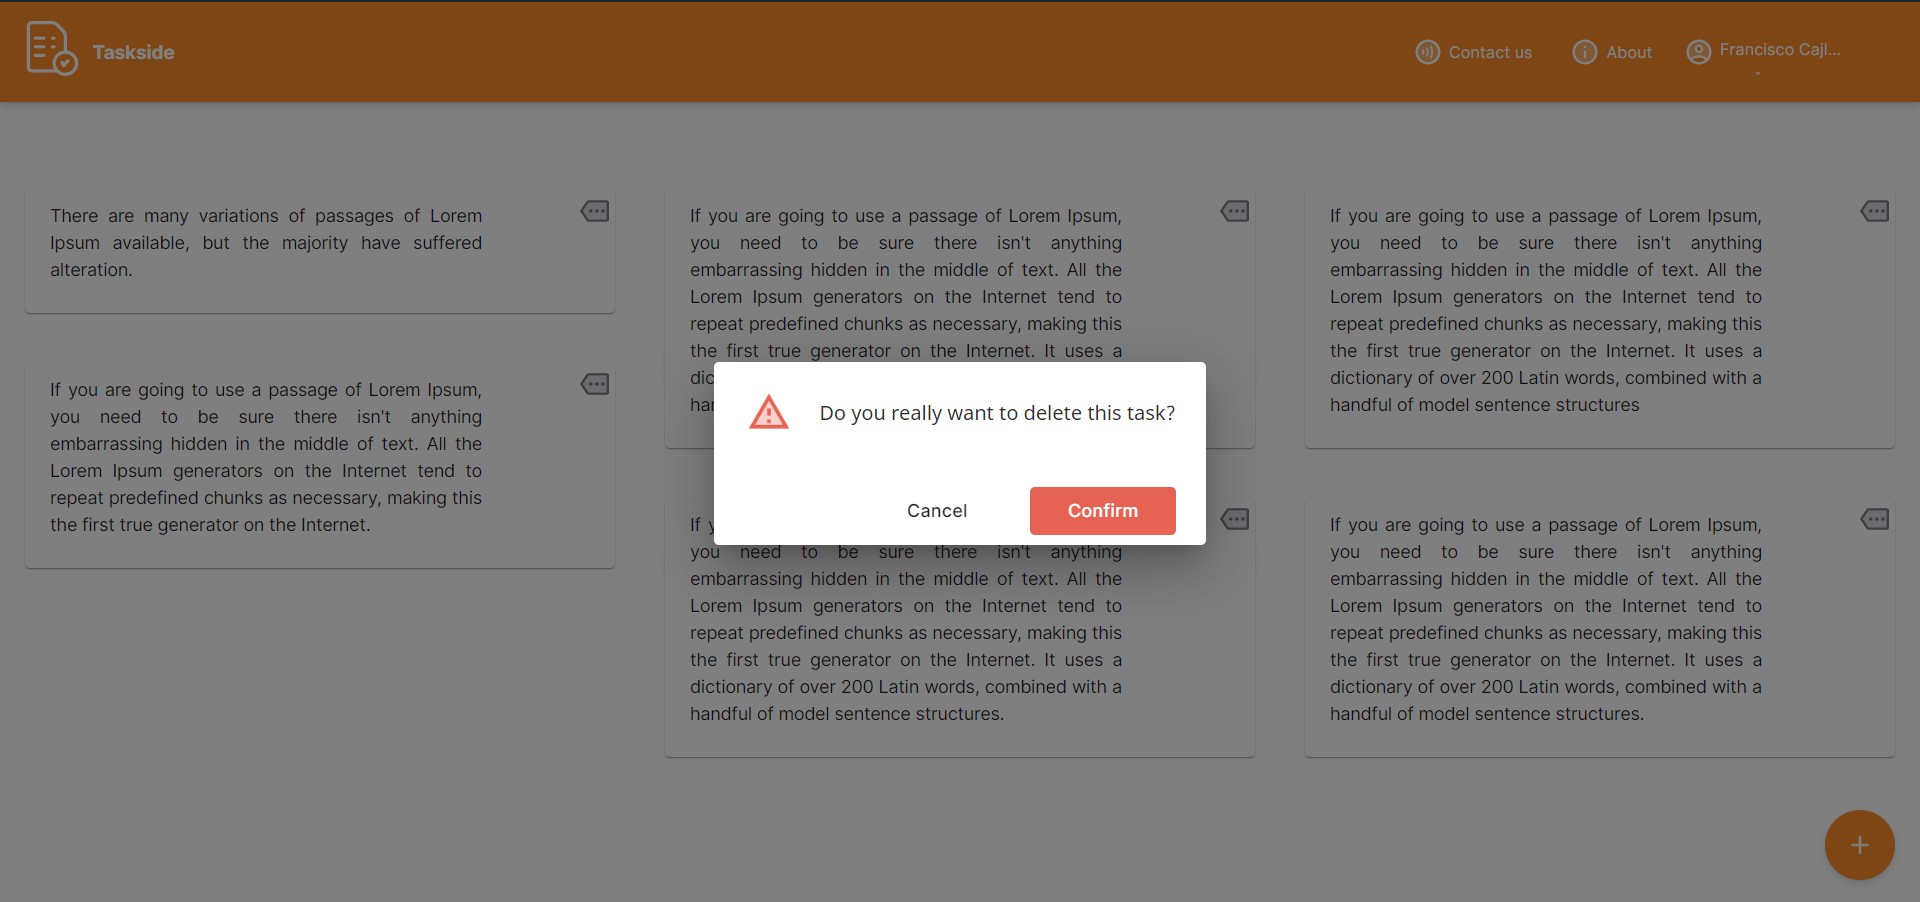 Taskside
Contact us
About
Francisco Cajl...
There are many variations of passages of Lorem
Ipsum available, but the majority have suffered
alteration.
If you are going to use a passage of Lorem Ipsum,
you need to be sure there isn't anything
embarrassing hidden in the middle of text. All the
Lorem Ipsum generators on the Internet tend to
repeat predefined chunks as necessary, making this
the first true generator on the Internet.
If you are going to use a passage of Lorem Ipsum,
you need to be sure there isn't anything
embarrassing hidden in the middle of text. All the
Lorem Ipsum generators on the Internet tend to
repeat predefined chunks as necessary, making this
the first true generator on the Internet. It uses a
If you are going to use a passage of Lorem Ipsum,
you need to be sure there isn't anything
embarrassing hidden in the middle of text. All the
Lorem Ipsum generators on the Internet tend to
repeat predefined chunks as necessary, making this
the first true generator on the Internet. It uses a
dictionary of over 200 Latin words, combined with a
handful of model sentence structures
Do you really want to delete this task?
Cancel
Confirm
If
you need to be sure there isn't anything
embarrassing hidden in the middle of text. All the
Lorem Ipsum generators on the Internet tend to
repeat predefined chunks as necessary, making this
the first true generator on the Internet. It uses a
dictionary of over 200 Latin words, combined with a
handful of model sentence structures.
If you are going to use a passage of Lorem Ipsum,
you need to be sure there isn't anything
embarrassing hidden in the middle of text. All the
Lorem Ipsum generators on the Internet tend to
repeat predefined chunks as necessary, making this
the first true generator on the Internet. It uses a
dictionary of over 200 Latin words, combined with a
handful of model sentence structures.